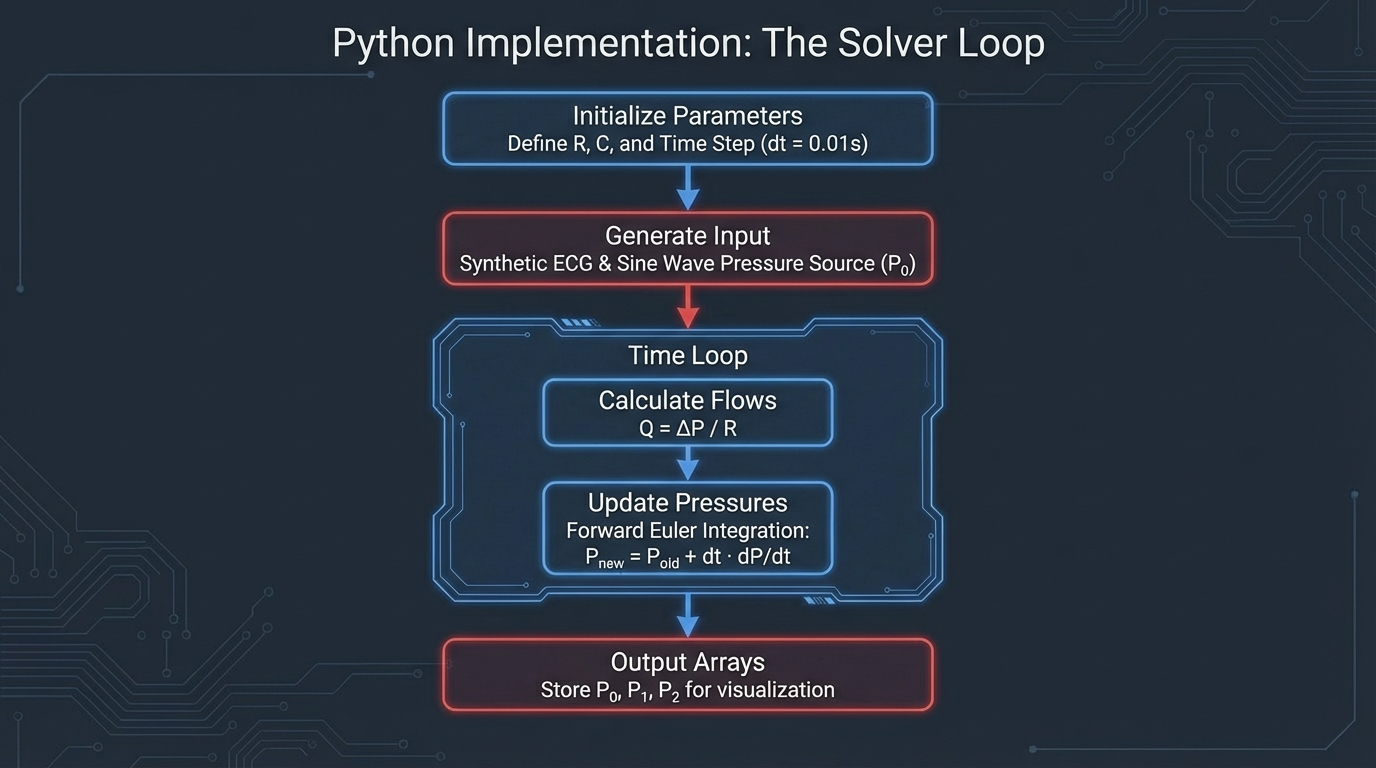 Python Implementation: The Solver Loop
Initialize Parameters
Define R, C, and Time Step (dt = 0.01s)
Generate Input
Synthetic ECG & Sine Wave Pressure Source (P₀)
Time Loop
Calculate Flows
Q = ΔP / R
Update Pressures
Forward Euler Integration:
Pnew = Pold + dt · dP/dt
Output Arrays
Store P₀, P₁, P₂ for visualization